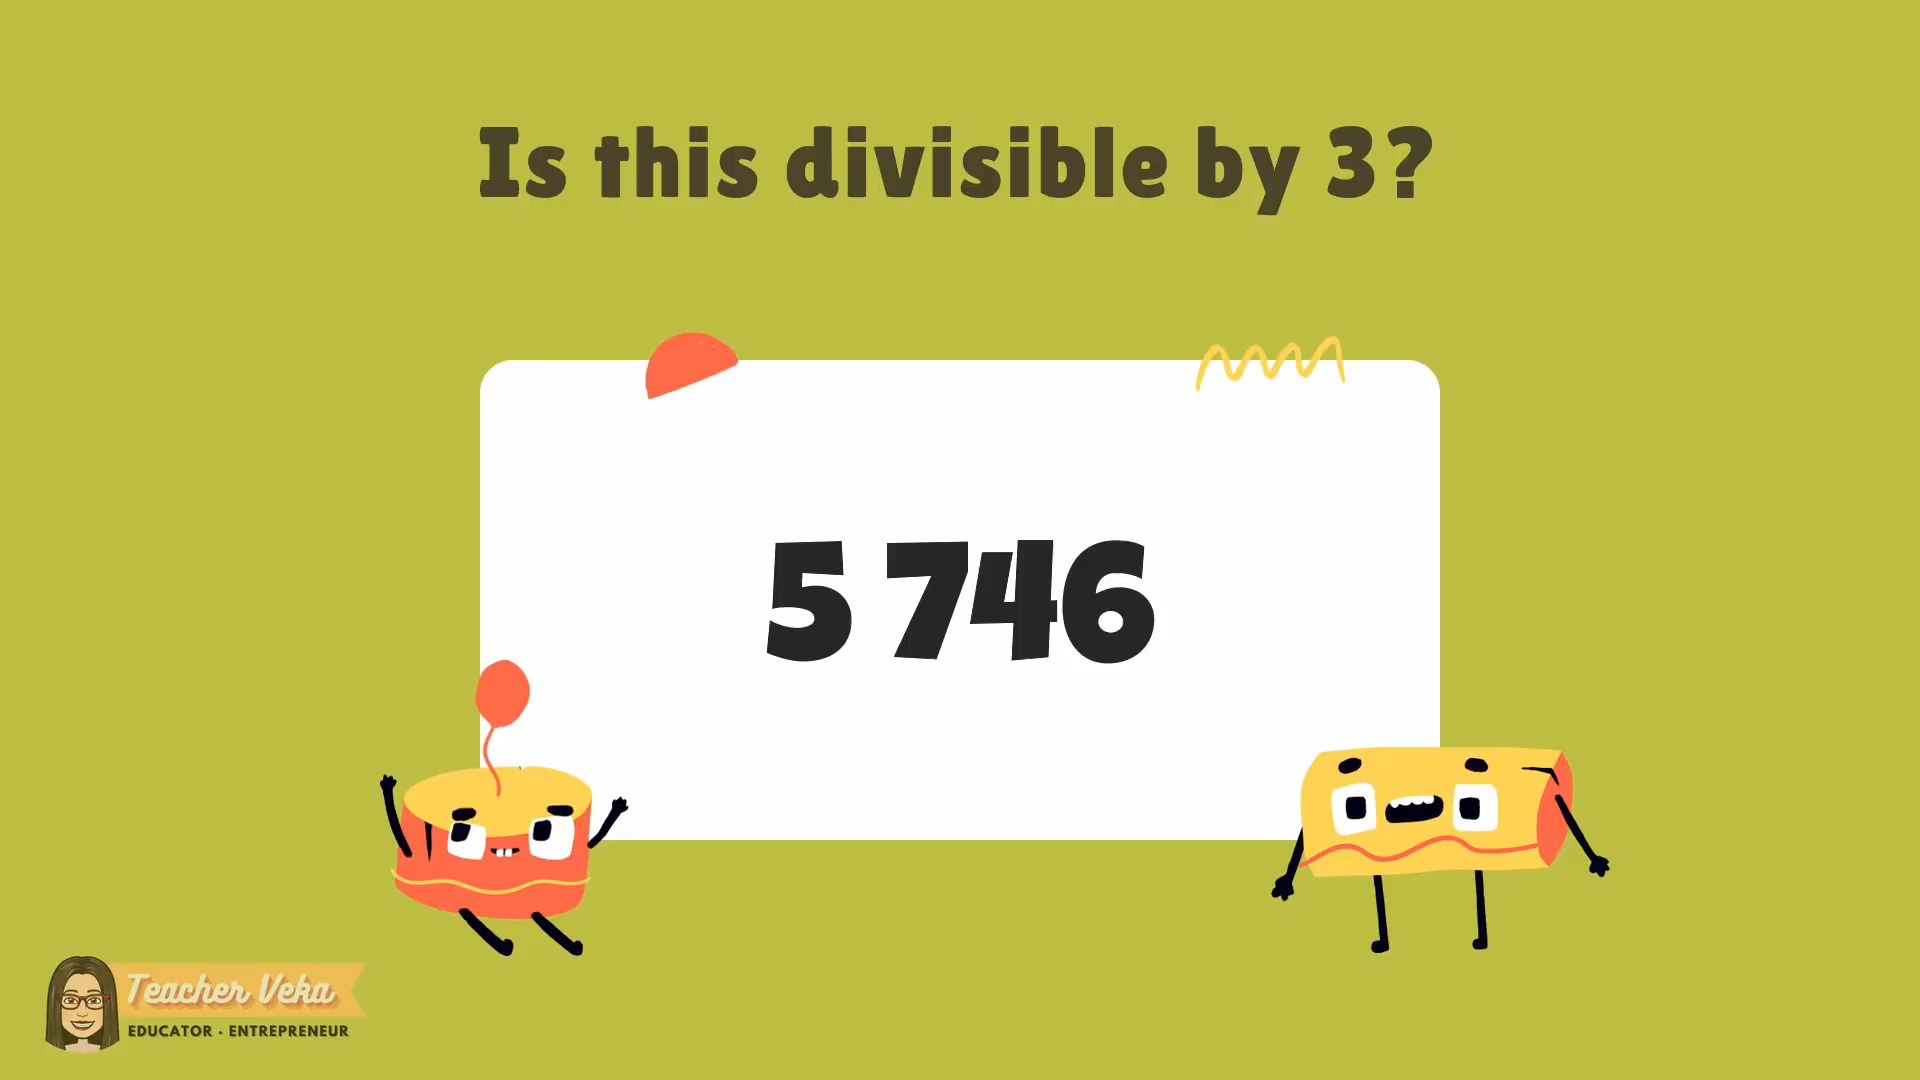 Is this divisible by 3?
5 746
Teacher Veka
EDUCATOR · ENTREPRENEUR